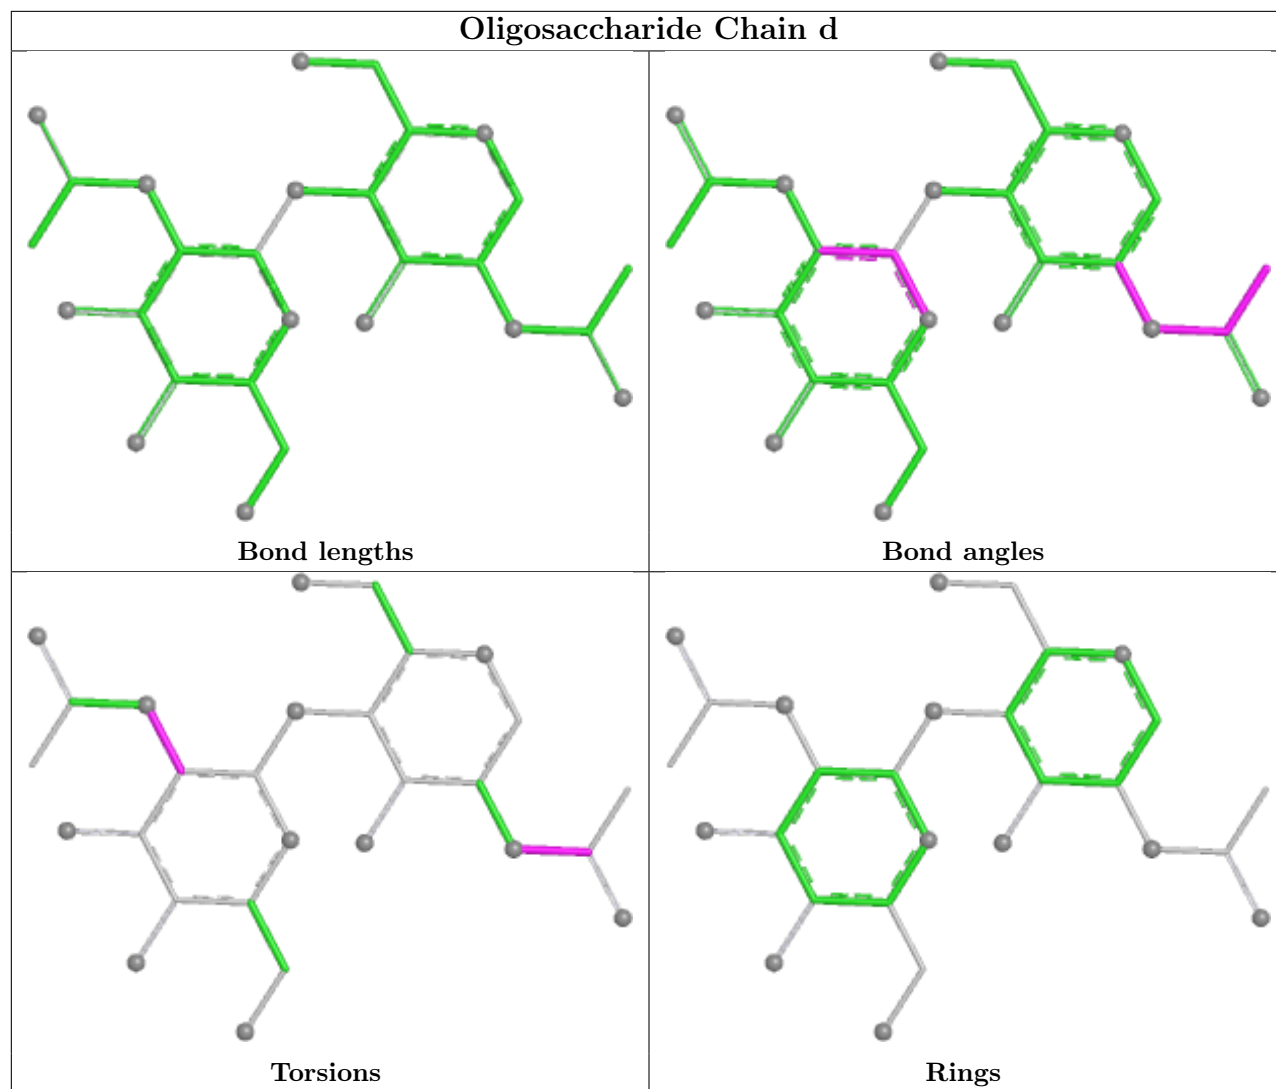 Oligosaccharide Chain d
Bond lengths
Bond angles
Torsions
Rings